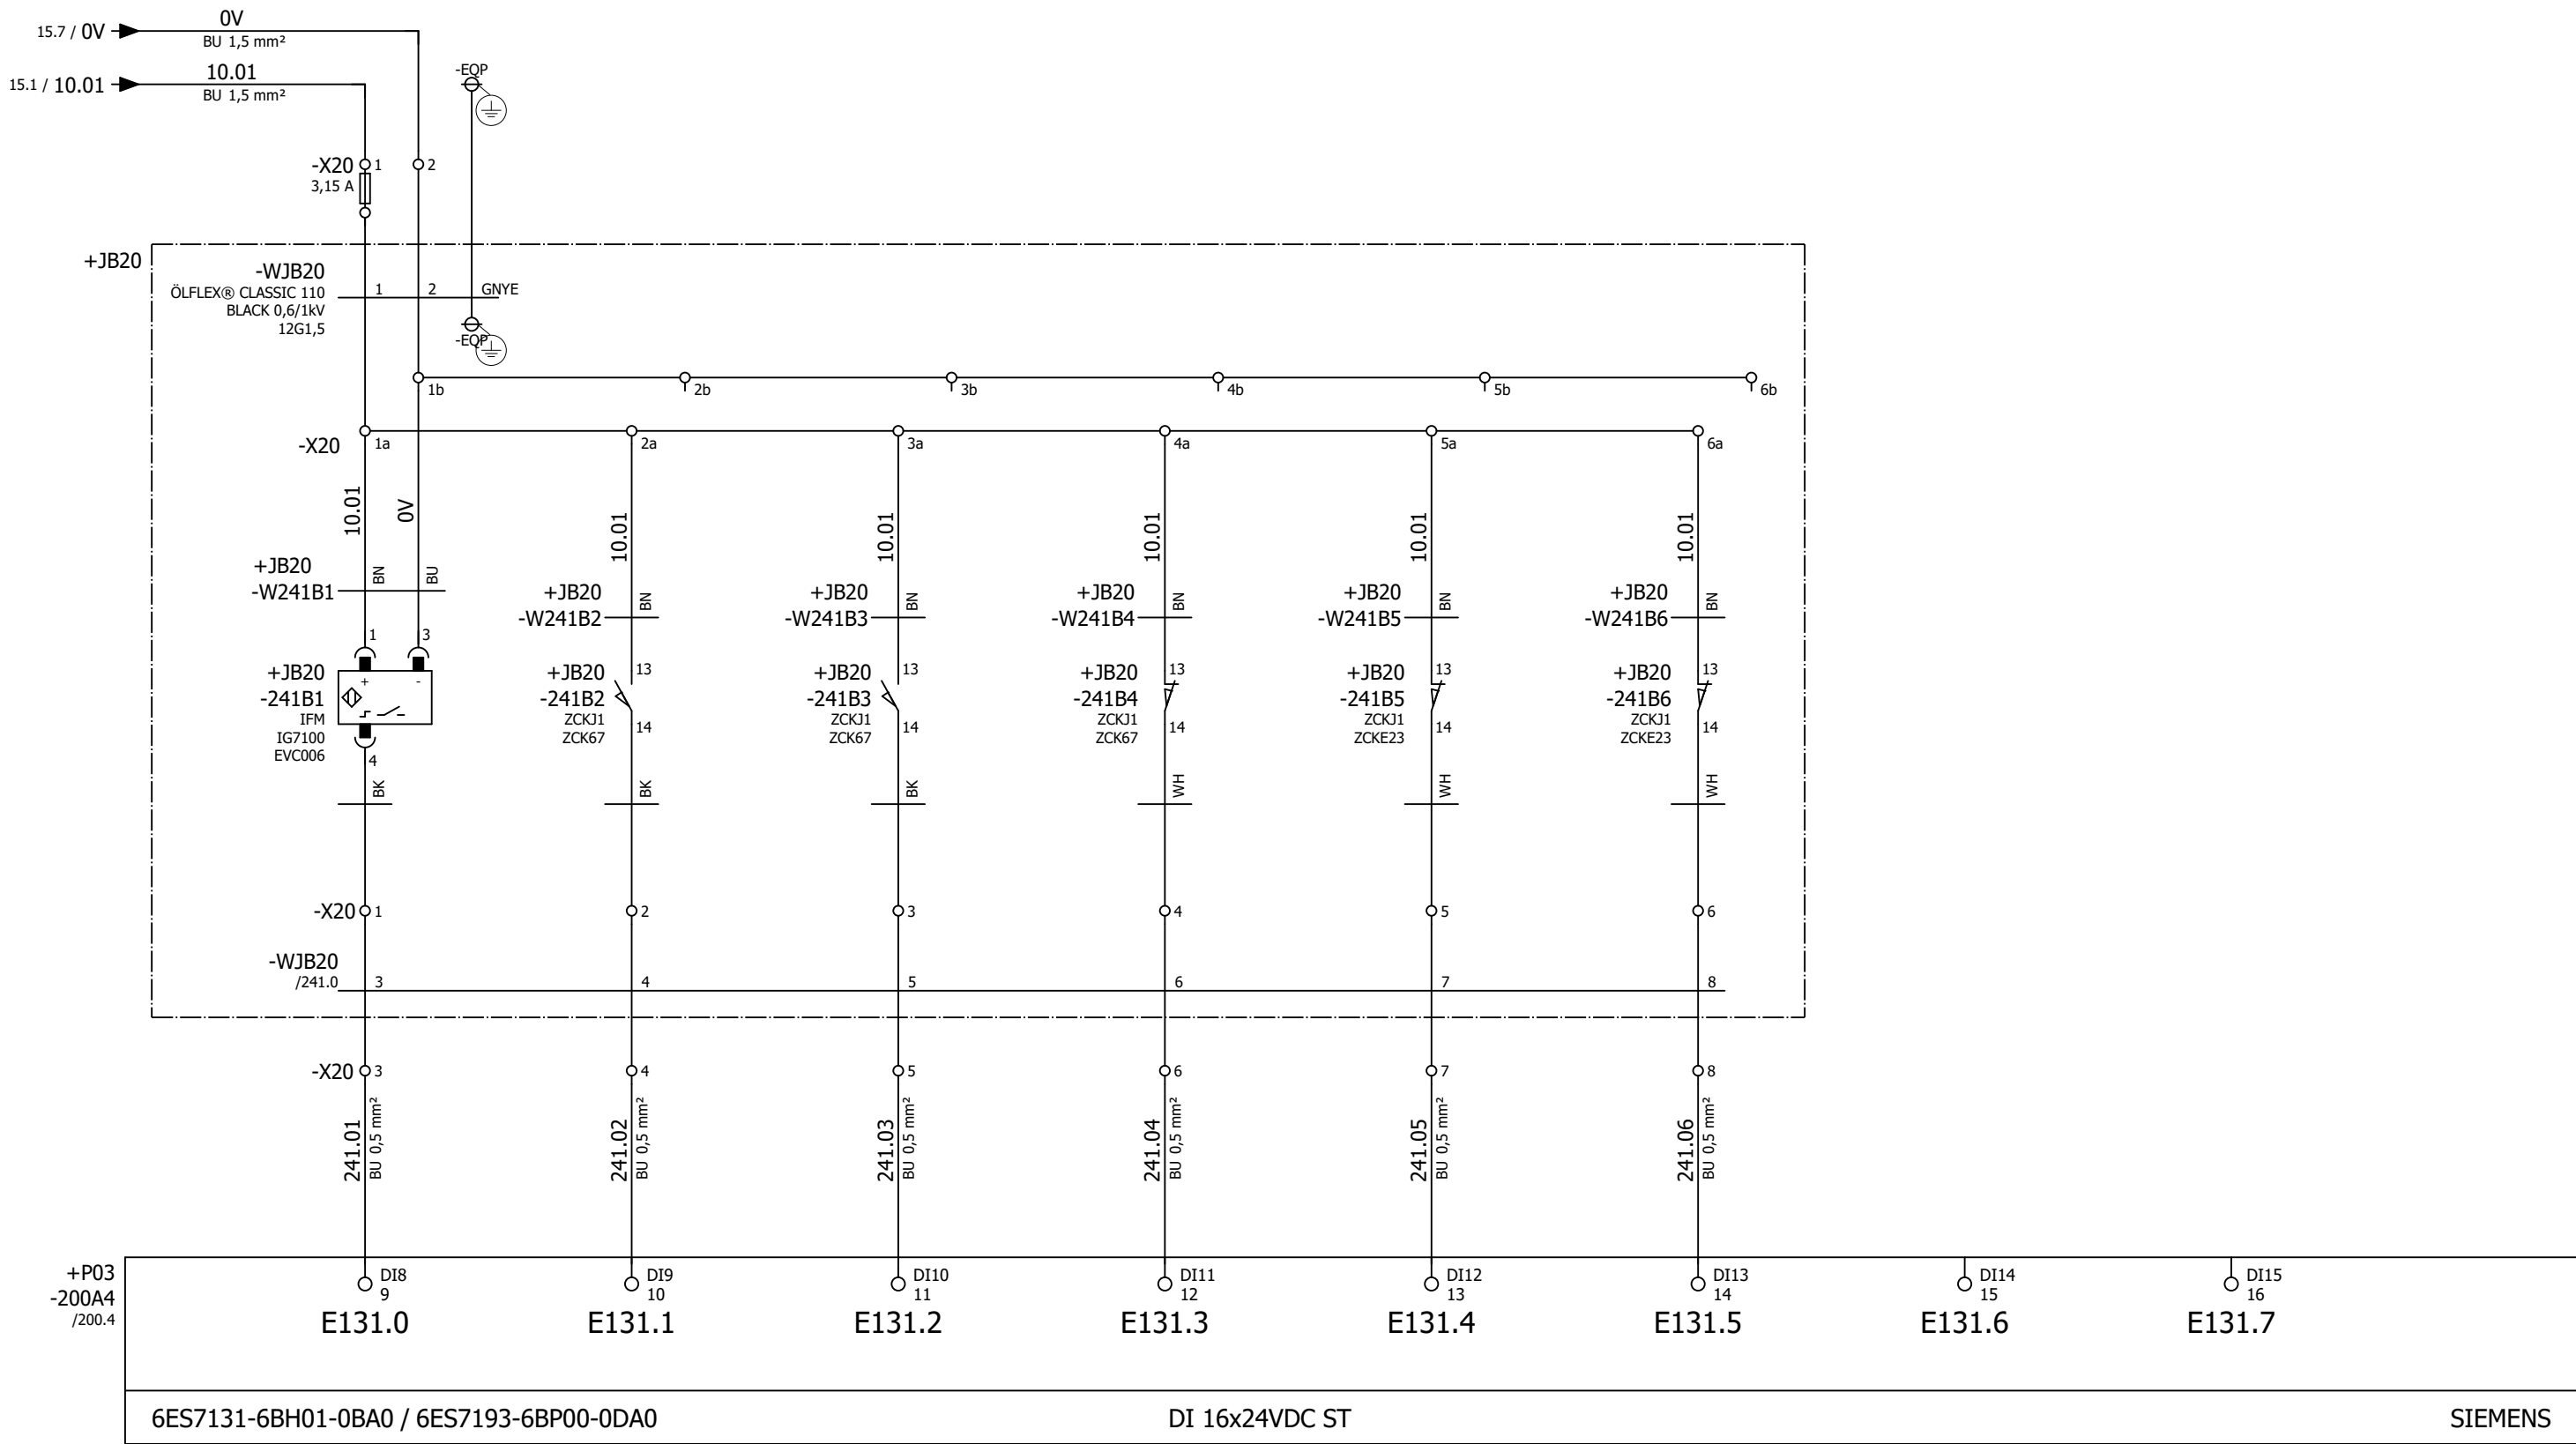 0V
15.7 / 0V
BU 1,5 mm²
10.01
15.1 / 10.01
BU 1,5 mm²
-EQP
-X20 1 2
3,15 A
+JB20
-WJB20
ÖLFLEX® CLASSIC 110 1 2 GNYE
BLACK 0,6/1kV
12G1,5
-EQP
1b 2b 3b 4b 5b 6b
-X20 1a 2a 3a 4a 5a 6a
10.01 0V 10.01 10.01 10.01 10.01 10.01
+JB20 BN BU
-W241B1
+JB20 BN +JB20 BN +JB20 BN +JB20 BN +JB20 BN
-W241B2 -W241B3 -W241B4 -W241B5 -W241B6
1 3
+JB20 + - +JB20 13 +JB20 13 +JB20 13 +JB20 13 +JB20 13
-241B1 -241B2 -241B3 -241B4 -241B5 -241B6
IFM ZCKJ1 14 ZCKJ1 14 ZCKJ1 14 ZCKJ1 14 ZCKJ1 14
IG7100 ZCK67 ZCK67 ZCK67 ZCKE23 ZCKE23
EVC006 4
BK BK BK WH WH WH
-X20 1 2 3 4 5 6
-WJB20
/241.0 3 4 5 6 7 8
-X20 3 4 5 6 7 8
241.01 BU 0,5 mm² 241.02 BU 0,5 mm² 241.03 BU 0,5 mm² 241.04 BU 0,5 mm² 241.05 BU 0,5 mm² 241.06 BU 0,5 mm²
+P03 DI8 DI9 DI10 DI11 DI12 DI13 DI14 DI15
-200A4 9 10 11 12 13 14 15 16
/200.4 E131.0 E131.1 E131.2 E131.3 E131.4 E131.5 E131.6 E131.7
6ES7131-6BH01-0BA0 / 6ES7193-6BP00-0DA0 DI 16x24VDC ST SIEMENS